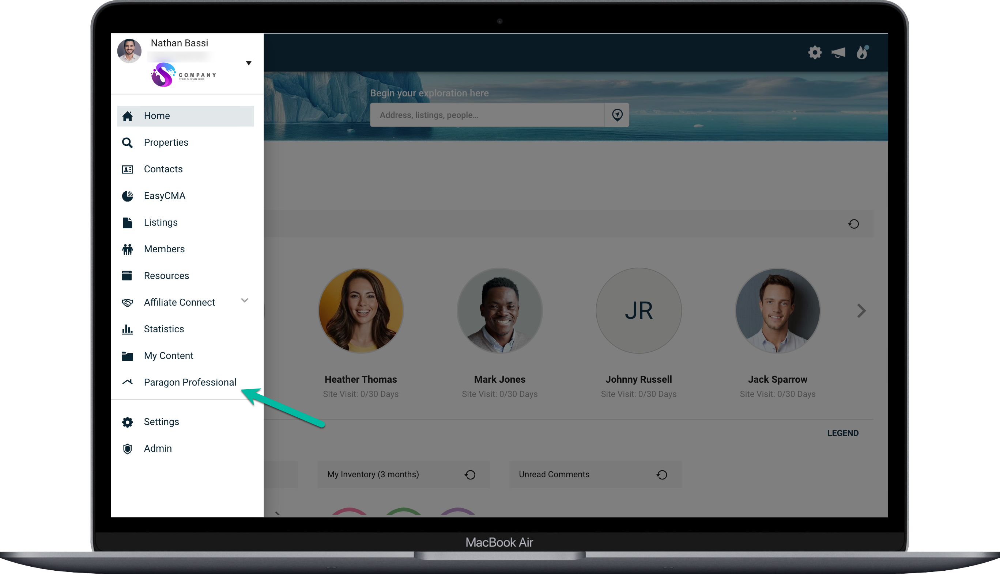 Nathan Bassi
COMPANY
YOUR SLOGAN HERE
Home
Properties
Contacts
EasyCMA
Listings
Members
Resources
Affiliate Connect
Statistics
My Content
Paragon Professional
Settings
Admin
Begin your exploration here
Address, listings, people...
JR
Heather Thomas
Site Visit: 0/30 Days
Mark Jones
Site Visit: 0/30 Days
Johnny Russell
Site Visit: 0/30 Days
Jack Sparrow
Site Visit: 0/30 Days
LEGEND
My Inventory (3 months)
Unread Comments
MacBook Air